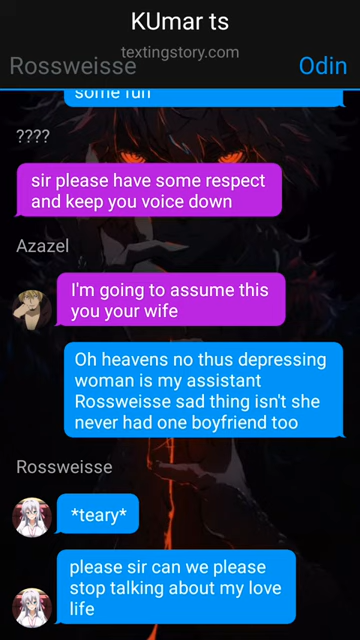 KUmar ts
textingstory.com
Rossweisse
Odin
some fun
????
sir please have some respect
and keep you voice down
Azazel
I'm going to assume this
you your wife
Oh heavens no thus depressing
woman is my assistant
Rossweisse sad thing isn't she
never had one boyfriend too
Rossweisse
*teary*
please sir can we please
stop talking about my love
life